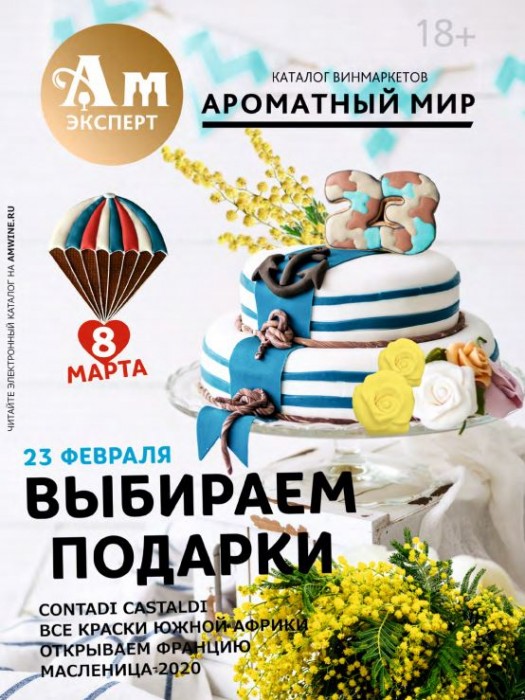 18+
Ам
ЭКСПЕРТ
КАТАЛОГ ВИНМАРКЕТОВ
АРОМАТНЫЙ МИР
23
ЧИТАЙТЕ ЭЛЕКТРОННЫЙ КАТАЛОГ НА AMWINE.RU
8
МАРТА
23 ФЕВРАЛЯ
ВЫБИРАЕМ
ПОДАРКИ
CONTADI CASTALDI
ВСЕ КРАСКИ ЮЖНОЙ АФРИКИ
ОТКРЫВАЕМ ФРАНЦИЮ
МАСЛЕНИЦА-2020